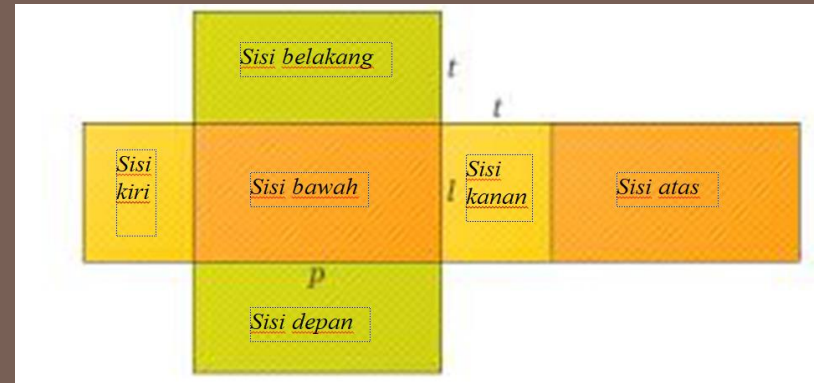 Sisi belakang
t
t
Sisi
kiri
Sisi bawah
l
Sisi
kanan
Sisi atas
p
Sisi depan